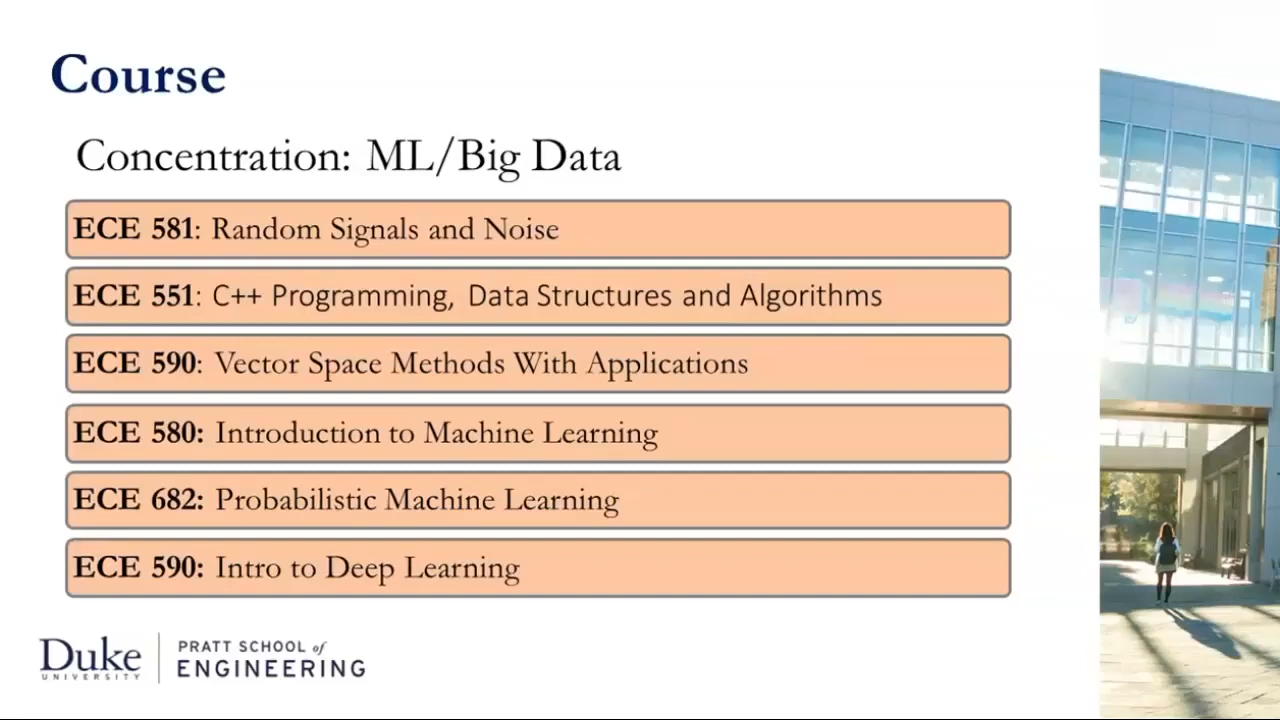 Course
Concentration: ML/Big Data
ECE 581: Random Signals and Noise
ECE 551: C++ Programming, Data Structures and Algorithms
ECE 590: Vector Space Methods With Applications
ECE 580: Introduction to Machine Learning
ECE 682: Probabilistic Machine Learning
ECE 590: Intro to Deep Learning
Duke
UNIVERSITY
PRATT SCHOOL of
ENGINEERING